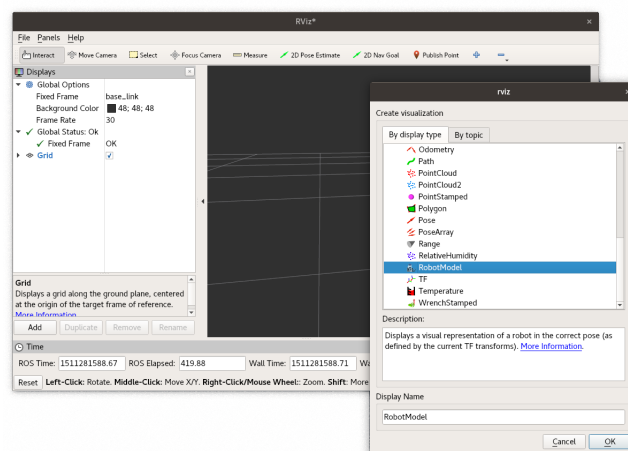 RViz*
File Panels Help
Interact Move Camera Select Focus Camera Measure 2D Pose Estimate 2D Nav Goal Publish Point
Displays
Global Options
Fixed Frame base_link
Background Color 48; 48; 48
Frame Rate 30
Global Status: Ok
Fixed Frame OK
Grid
Grid
Displays a grid along the ground plane, centered
at the origin of the target frame of reference.
More Information.
Add Duplicate Remove Rename
Time
ROS Time: 1511281588.67 ROS Elapsed: 419.88 Wall Time: 1511281588.71
Reset Left-Click: Rotate. Middle-Click: Move X/Y. Right-Click/Mouse Wheel:: Zoom. Shift: More
rviz
Create visualization
By display type By topic
Odometry
Path
PointCloud
PointCloud2
PointStamped
Polygon
Pose
PoseArray
Range
RelativeHumidity
RobotModel
TF
Temperature
WrenchStamped
Description:
Displays a visual representation of a robot in the correct pose (as
defined by the current TF transforms). More Information.
Display Name
RobotModel
Cancel OK